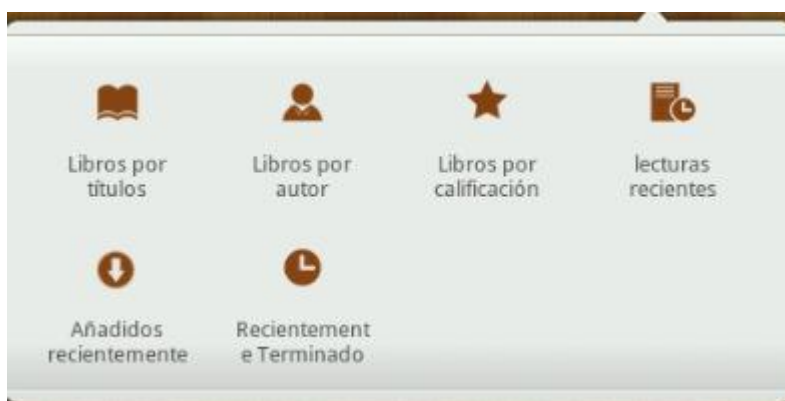 Libros por
títulos
Libros por
autor
Libros por
calificación
lecturas
recientes
Añadidos
recientemente
Recientement
e Terminado